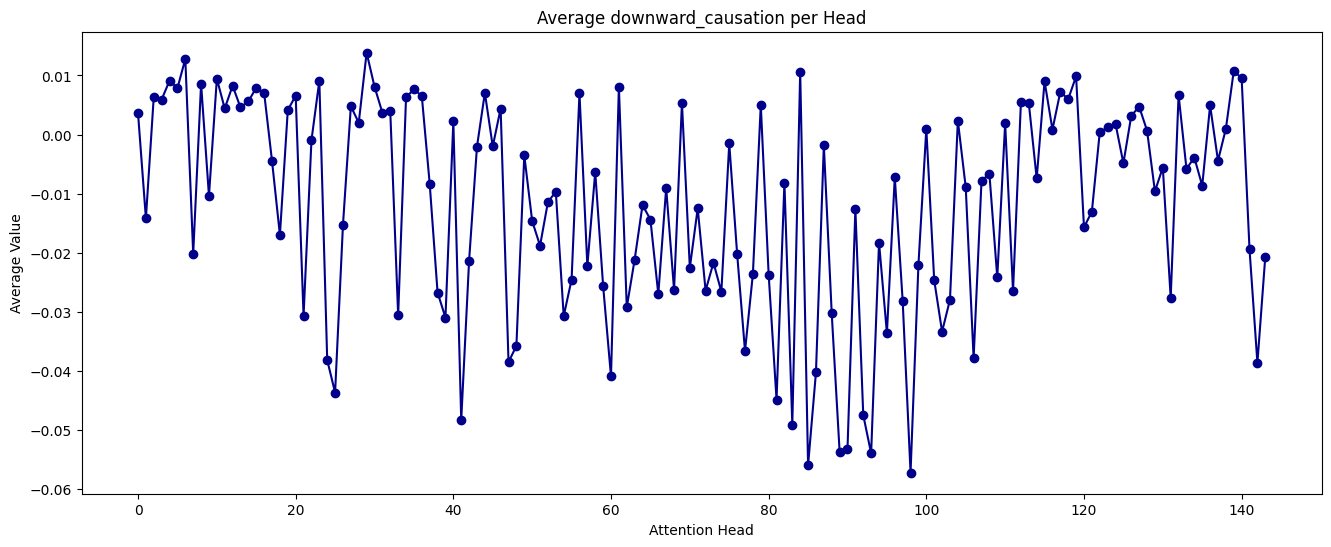 Average downward_causation per Head
Average Value
0.01
0.00
−0.01
−0.02
−0.03
−0.04
−0.05
−0.06
0 20 40 60 80 100 120 140
Attention Head